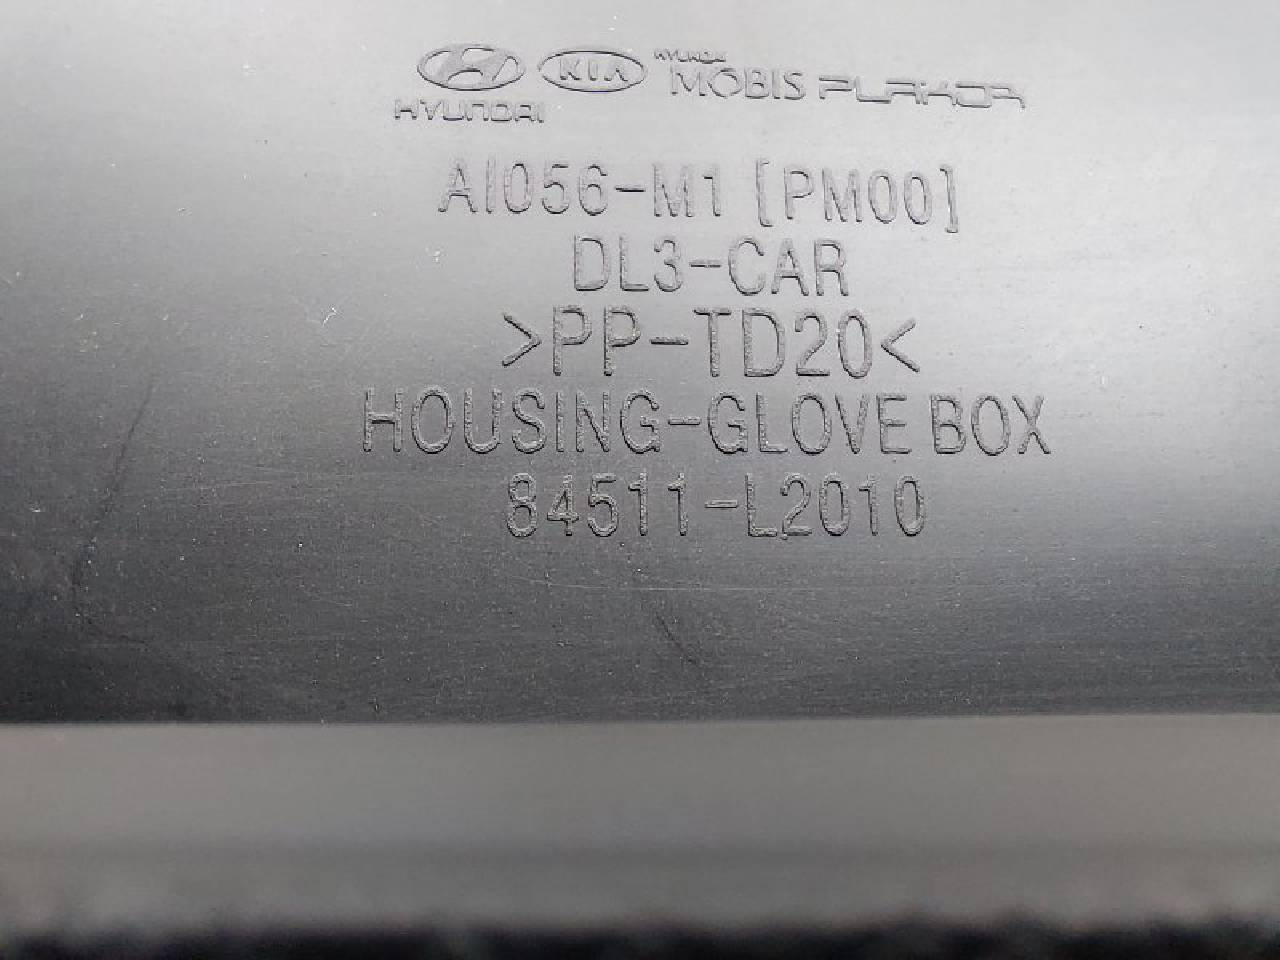 HYUNDAI KIA HYUNDAI MOBIS PLAKOR
AI056-M1 [PM00]
DL3-CAR
>PP-TD20<
HOUSING-GLOVE BOX
84511-L2010